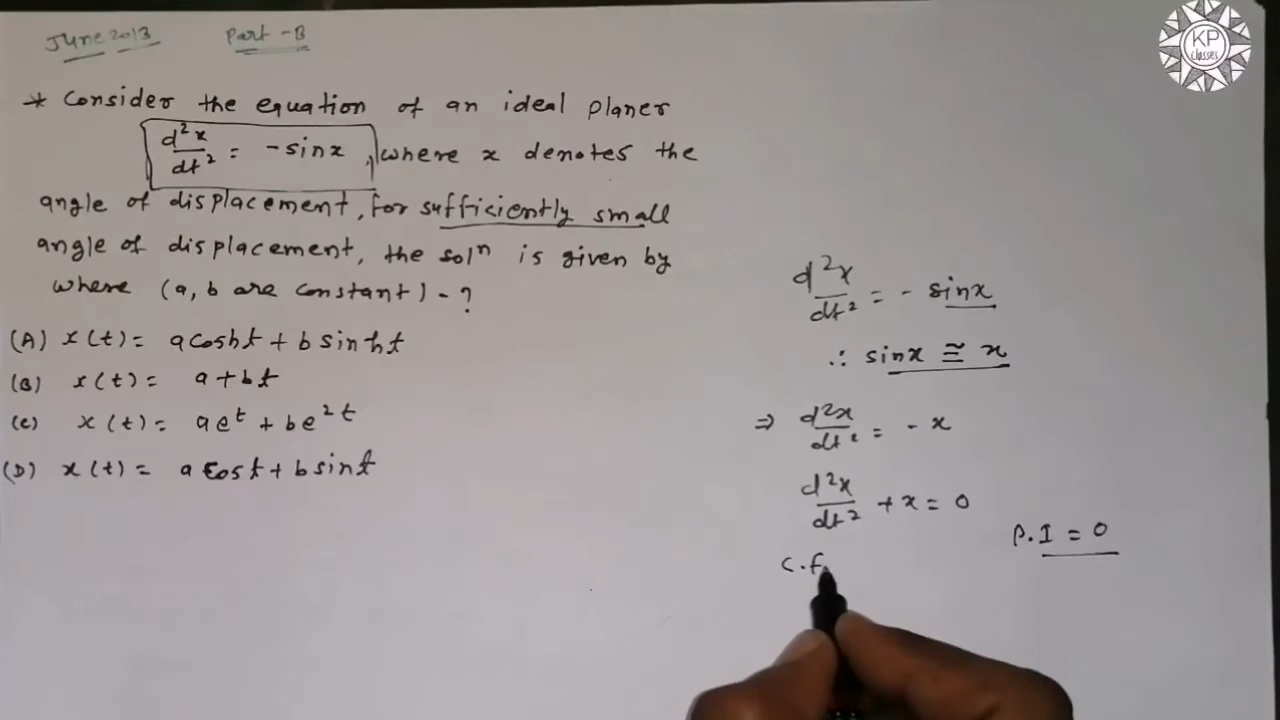 June 2013 Part-B
KP classes
* Consider the equation of an ideal planer
d²x/dt² = -sinx, where x denotes the
angle of displacement, for sufficiently small
angle of displacement, the solⁿ is given by
where (a, b are constant) - ?
(A) x(t) = a cosht + b sinht
(B) x(t) = a + bt
(C) x(t) = ae^t + be^2t
(D) x(t) = a cost + b sint
d²x/dt² = - sinx
∴ sinx ≅ x
⇒ d²x/dt² = - x
d²x/dt² + x = 0
P.I = 0
C.F